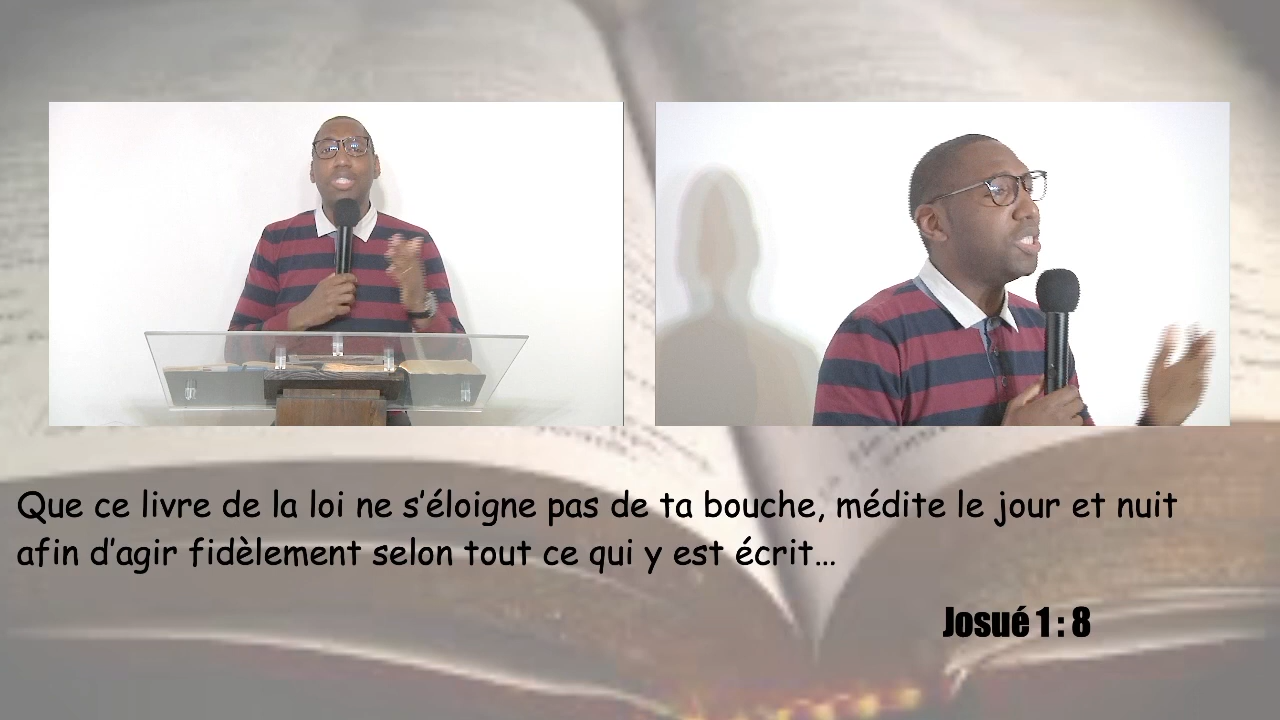 Que ce livre de la loi ne s’éloigne pas de ta bouche, médite le jour et nuit
afin d’agir fidèlement selon tout ce qui y est écrit…
Josué 1 : 8